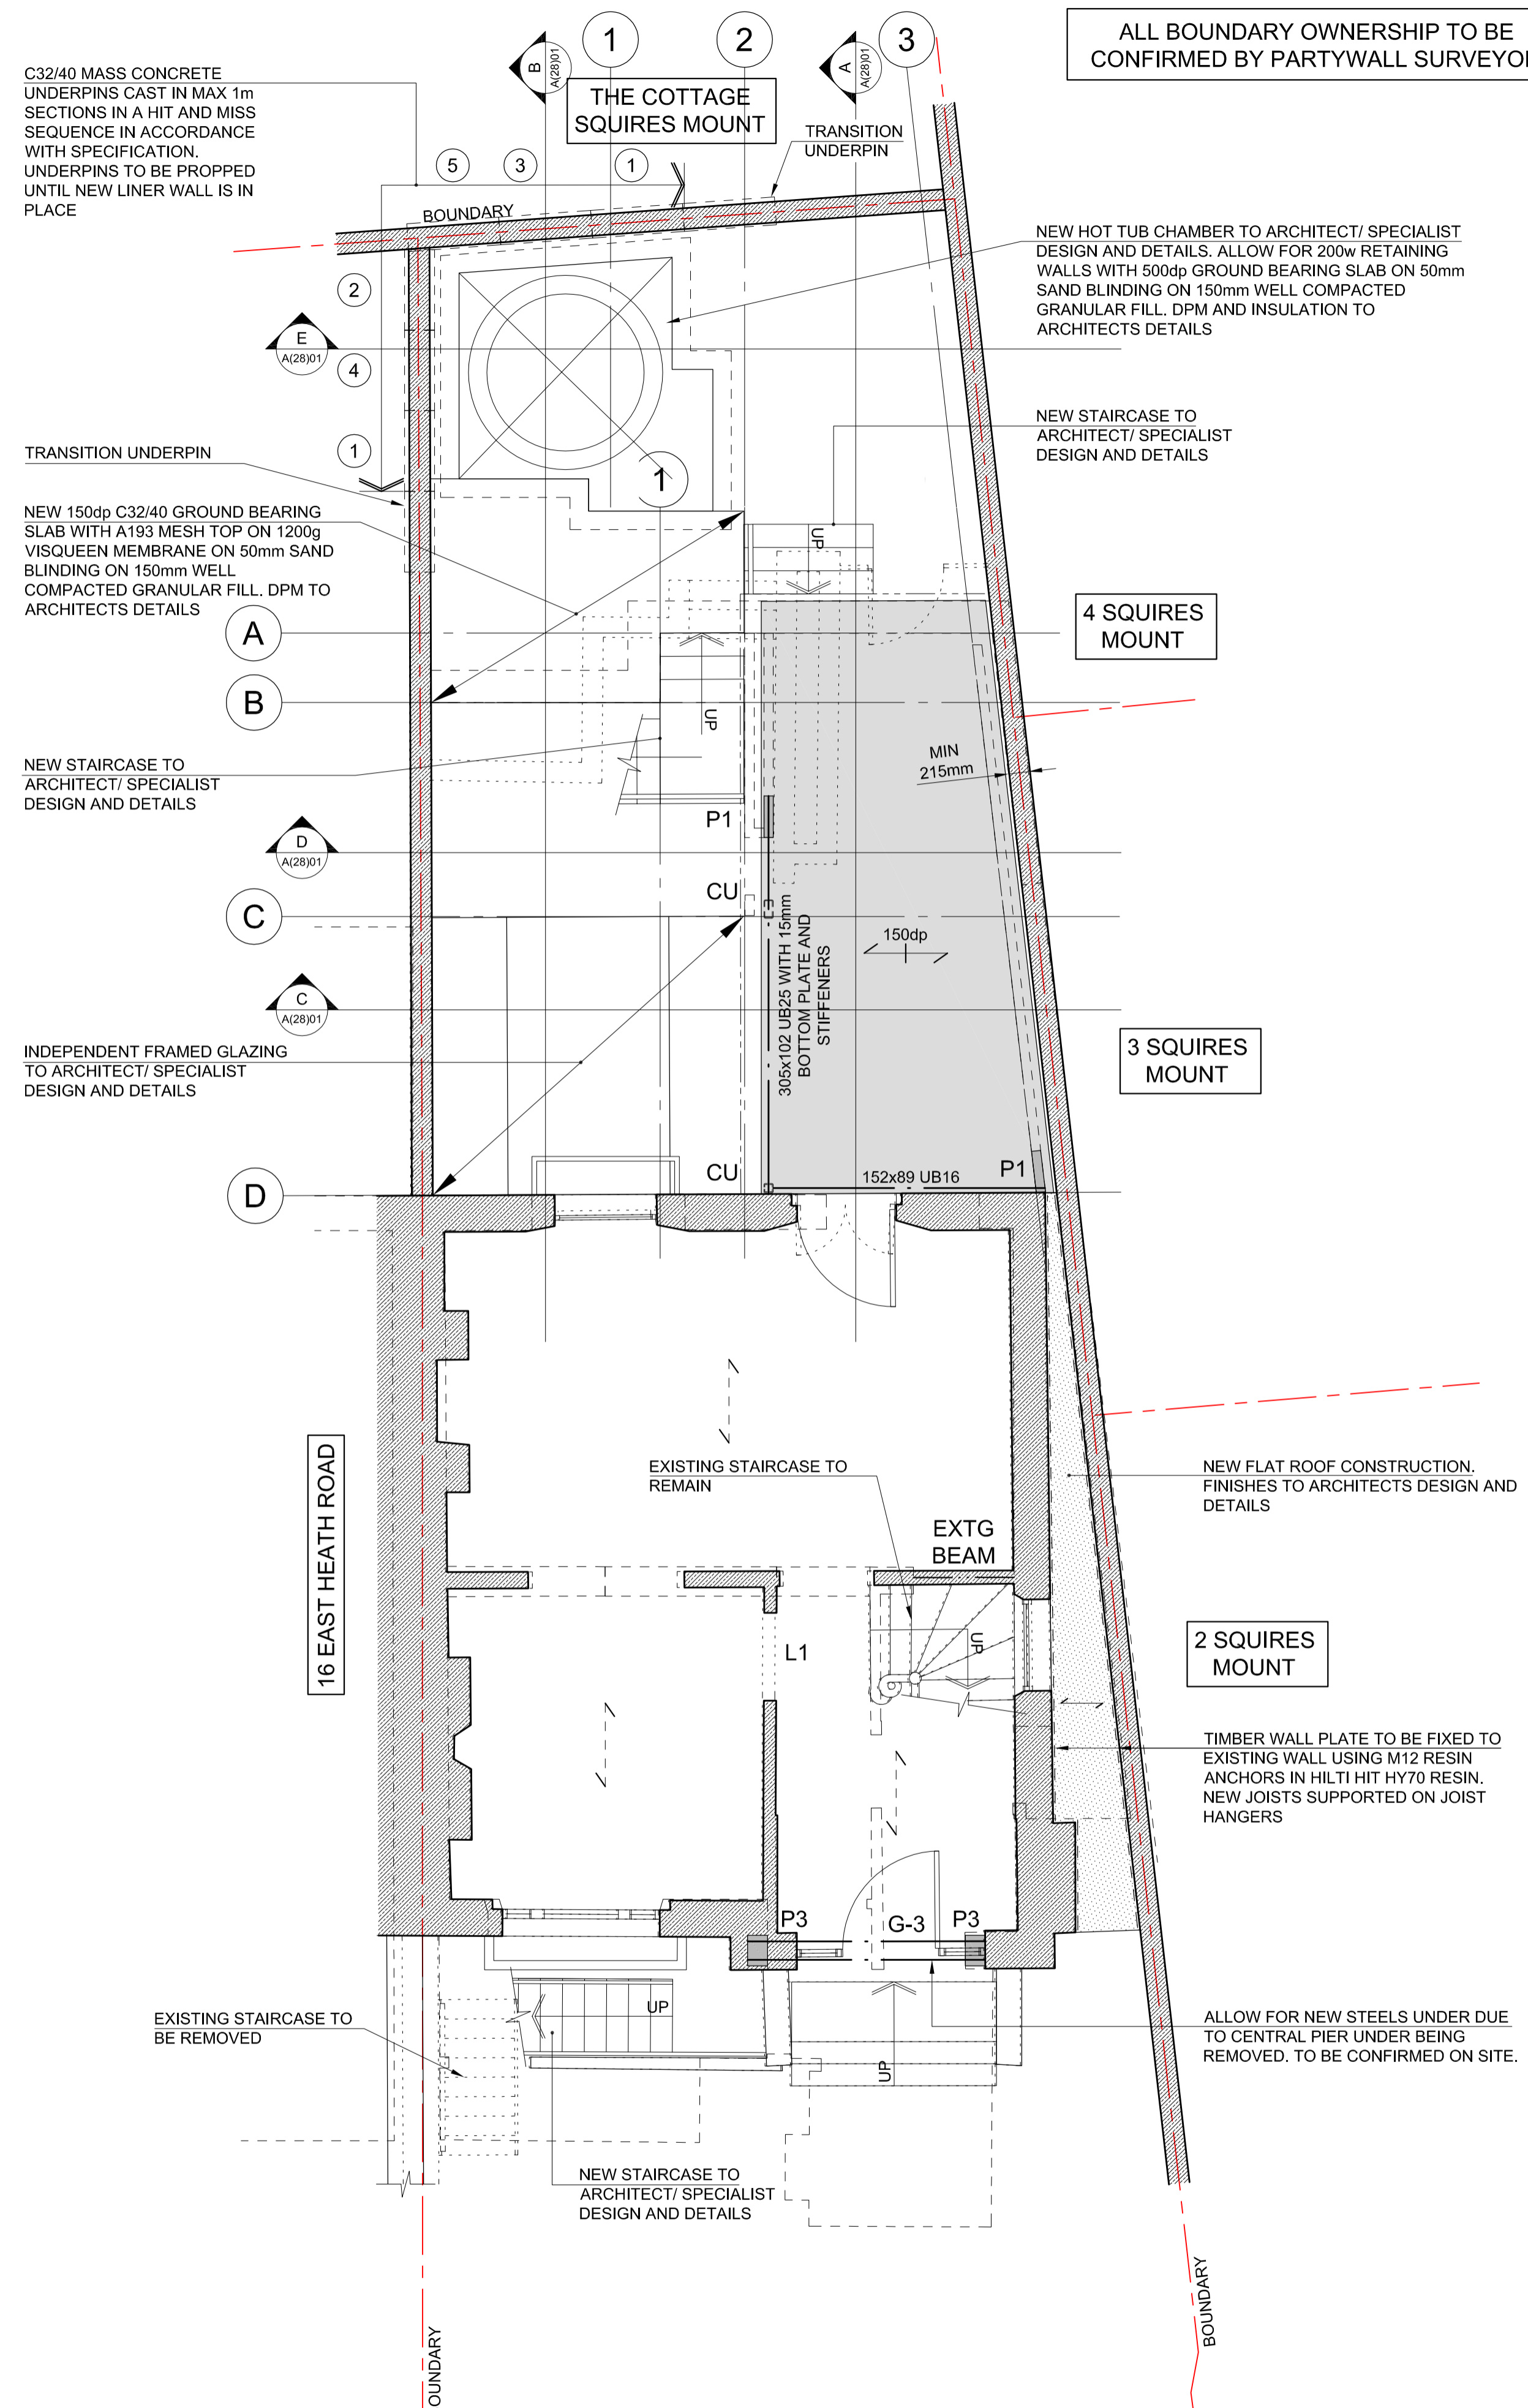 ALL BOUNDARY OWNERSHIP TO BE
CONFIRMED BY PARTYWALL
1
2
3
B
A(28)01
A
A(28)01
THE COTTAGE
SQUIRES MOUNT
C32/40 MASS CONCRETE
UNDERPINS CAST IN MAX 1m
SECTIONS IN A HIT AND MISS
SEQUENCE IN ACCORDANCE
WITH SPECIFICATION.
UNDERPINS TO BE PROPPED
UNTIL NEW LINER WALL IS IN
PLACE
5
3
1
TRANSITION
UNDERPIN
BOUNDARY
NEW HOT TUB CHAMBER TO ARCHITECT/ SPECIALIST
DESIGN AND DETAILS. ALLOW FOR 200w RETAINING
WALLS WITH 500dp GROUND BEARING SLAB ON 50mm
SAND BLINDING ON 150mm WELL COMPACTED
GRANULAR FILL. DPM AND INSULATION TO
ARCHITECTS DETAILS
2
E
A(28)01
4
1
TRANSITION UNDERPIN
NEW STAIRCASE TO
ARCHITECT/ SPECIALIST
DESIGN AND DETAILS
1
NEW 150dp C32/40 GROUND BEARING
SLAB WITH A193 MESH TOP ON 1200g
VISQUEEN MEMBRANE ON 50mm SAND
BLINDING ON 150mm WELL
COMPACTED GRANULAR FILL. DPM TO
ARCHITECTS DETAILS
UP
A
4 SQUIRES
MOUNT
B
UP
NEW STAIRCASE TO
ARCHITECT/ SPECIALIST
DESIGN AND DETAILS
MIN
215mm
P1
D
A(28)01
CU
C
305x102 UB25 WITH 15mm
BOTTOM PLATE AND
STIFFENERS
150dp
C
A(28)01
INDEPENDENT FRAMED GLAZING
TO ARCHITECT/ SPECIALIST
DESIGN AND DETAILS
3 SQUIRES
MOUNT
D
CU
152x89 UB16
P1
16 EAST HEATH ROAD
EXISTING STAIRCASE TO
REMAIN
NEW FLAT ROOF CONSTRUCTION.
FINISHES TO ARCHITECTS DESIGN AND
DETAILS
EXTG
BEAM
L1
UP
2 SQUIRES
MOUNT
TIMBER WALL PLATE TO BE FIXED TO
EXISTING WALL USING M12 RESIN
ANCHORS IN HILTI HIT HY70 RESIN.
NEW JOISTS SUPPORTED ON JOIST
HANGERS
P3
G-3
P3
EXISTING STAIRCASE TO
BE REMOVED
UP
UP
ALLOW FOR NEW STEELS UNDER DUE
TO CENTRAL PIER UNDER BEING
REMOVED. TO BE CONFIRMED ON SITE.
NEW STAIRCASE TO
ARCHITECT/ SPECIALIST
DESIGN AND DETAILS
BOUNDARY